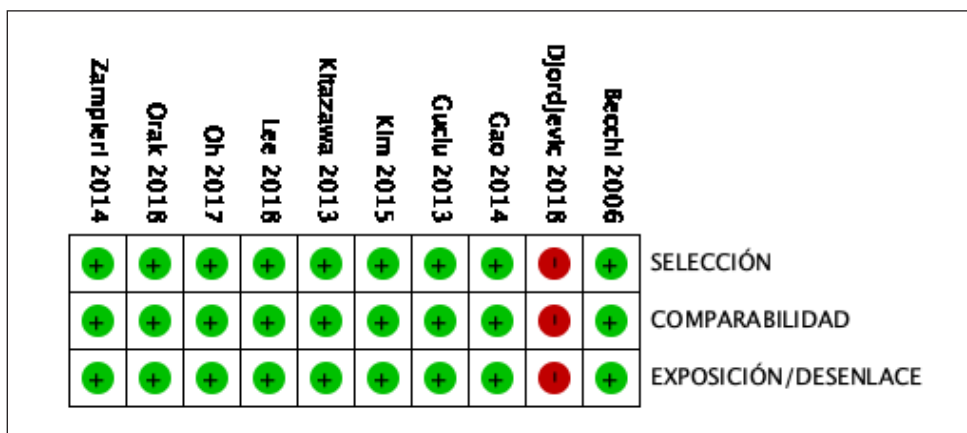 Zampieri 2014
Orak 2018
Oh 2017
Lee 2018
Kitazawa 2013
Kim 2015
Guclu 2013
Gao 2014
Djordjevic 2018
Becchi 2006
+ + + + + + + + - + SELECCIÓN
+ + + + + + + + - + COMPARABILIDAD
+ + + + + + + + - + EXPOSICIÓN/DESENLACE